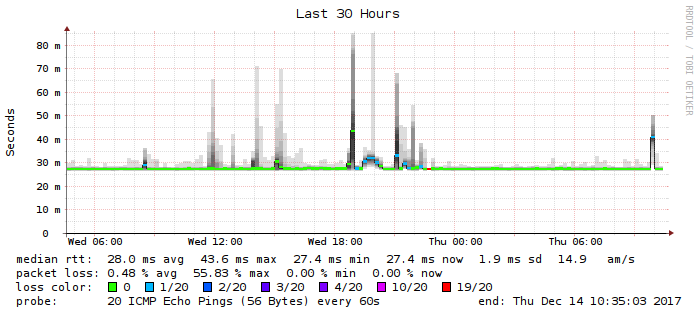 Last 30 Hours
RRDTOOL / TOBI OETIKER
Seconds
80 m
70 m
60 m
50 m
40 m
30 m
20 m
10 m
0
Wed 06:00 Wed 12:00 Wed 18:00 Thu 00:00 Thu 06:00
median rtt: 28.0 ms avg 43.6 ms max 27.4 ms min 27.4 ms now 1.9 ms sd 14.9 am/s
packet loss: 0.48 % avg 55.83 % max 0.00 % min 0.00 % now
loss color: 0 1/20 2/20 3/20 4/20 10/20 19/20
probe: 20 ICMP Echo Pings (56 Bytes) every 60s end: Thu Dec 14 10:35:03 2017